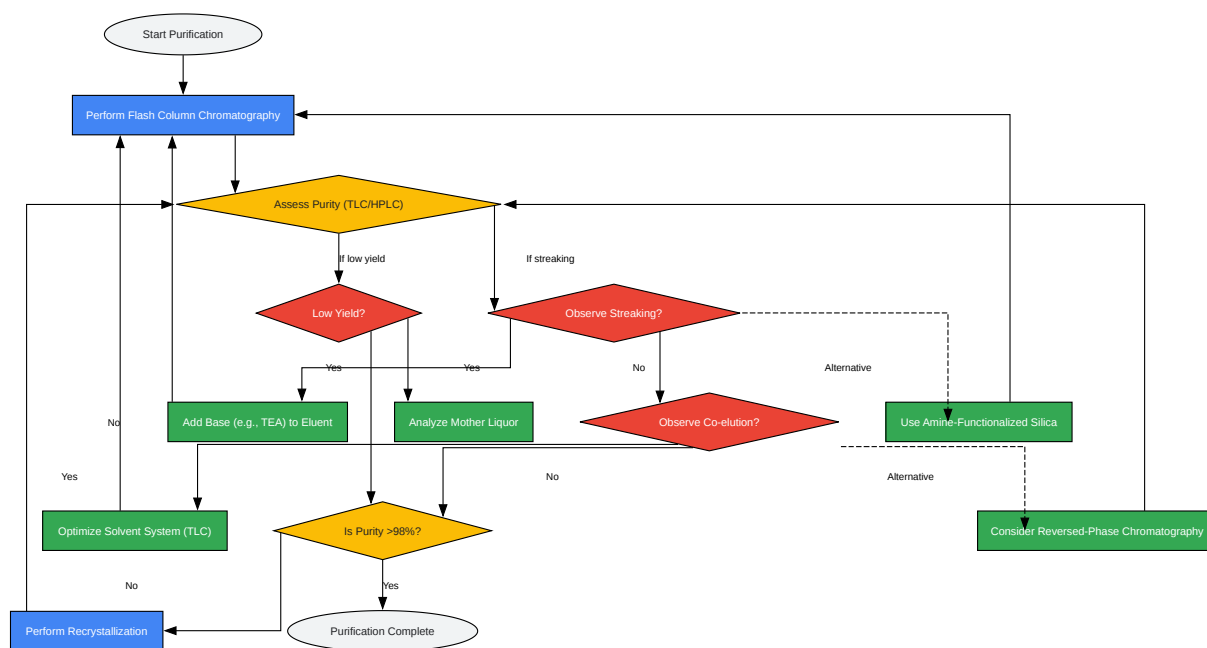 Start Purification
Perform Flash Column Chromatography
Assess Purity (TLC/HPLC)
If low yield
If streaking
Low Yield?
Observe Streaking?
Yes
Yes
No
Alternative
No
Add Base (e.g., TEA) to Eluent
Analyze Mother Liquor
Observe Co-elution?
Use Amine-Functionalized Silica
Yes
No
Alternative
Optimize Solvent System (TLC)
Is Purity >98%?
Consider Reversed-Phase Chromatography
No
Yes
Perform Recrystallization
Purification Complete